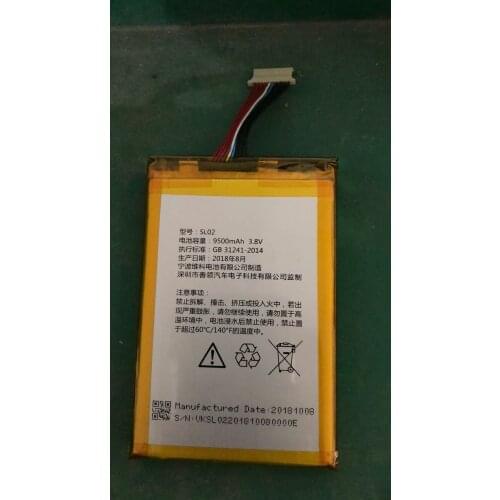 型号：SL02
电池容量：9500mAh 3.8V
执行标准：GB 31241-2014
生产日期：2018年8月
宁波维科电池有限公司制造
深圳市善领汽车电子科技有限公司监制
注意事项：
禁止拆解、撞击、挤压或投入火中，若出
现严重鼓胀，请勿继续使用。请勿置于高
温环境中。电池浸水后禁止使用。禁止置
于超过60℃/140℉的温度中。
Manufactured Date:20181008
S/N:VKSL0220181008000​0E